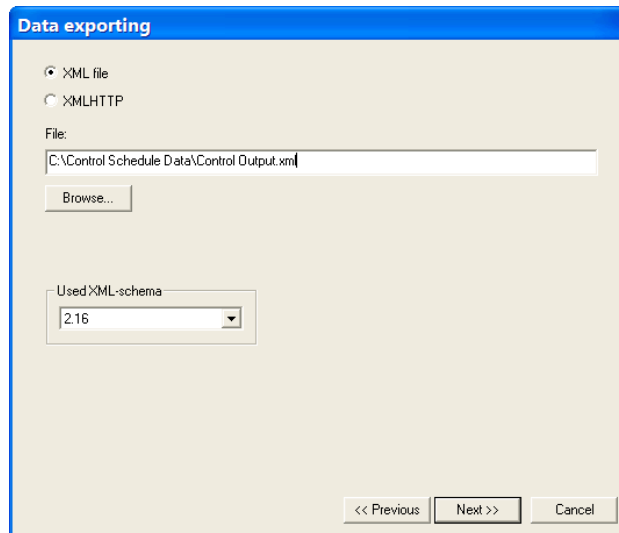 Data exporting
XML file
XMLHTTP
File:
C:\Control Schedule Data\Control Output.xml
Browse...
Used XML-schema
2.16
<< Previous Next >> Cancel